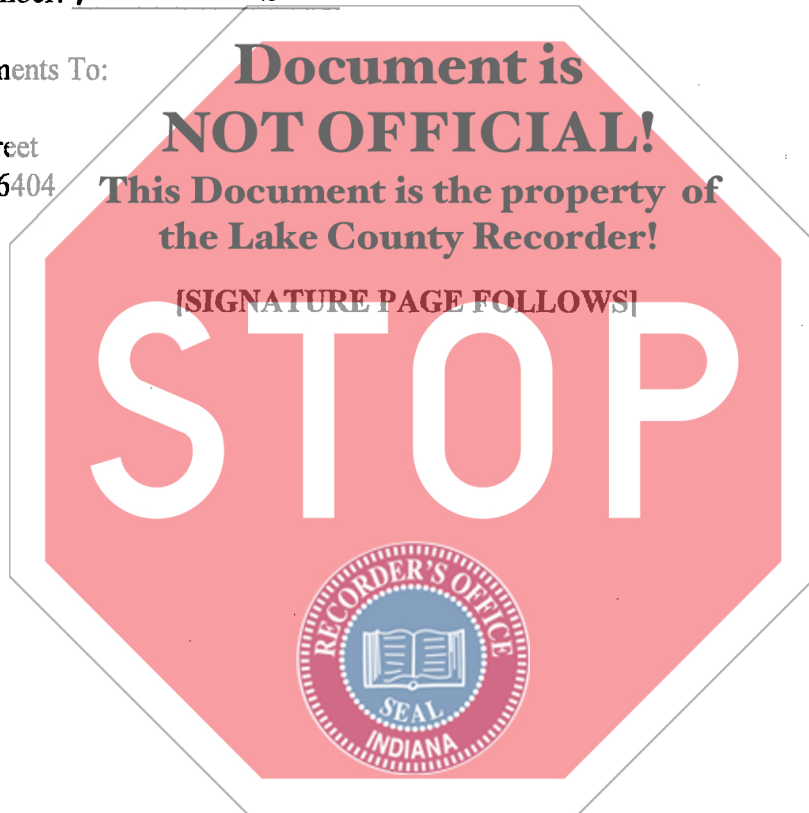 Document is
ments To:
NOT OFFICIAL!
reet
6404
This Document is the property of
the Lake County Recorder!
[SIGNATURE PAGE FOLLOWS]
STOP
RECORDER'S OFFICE
SEAL
INDIANA